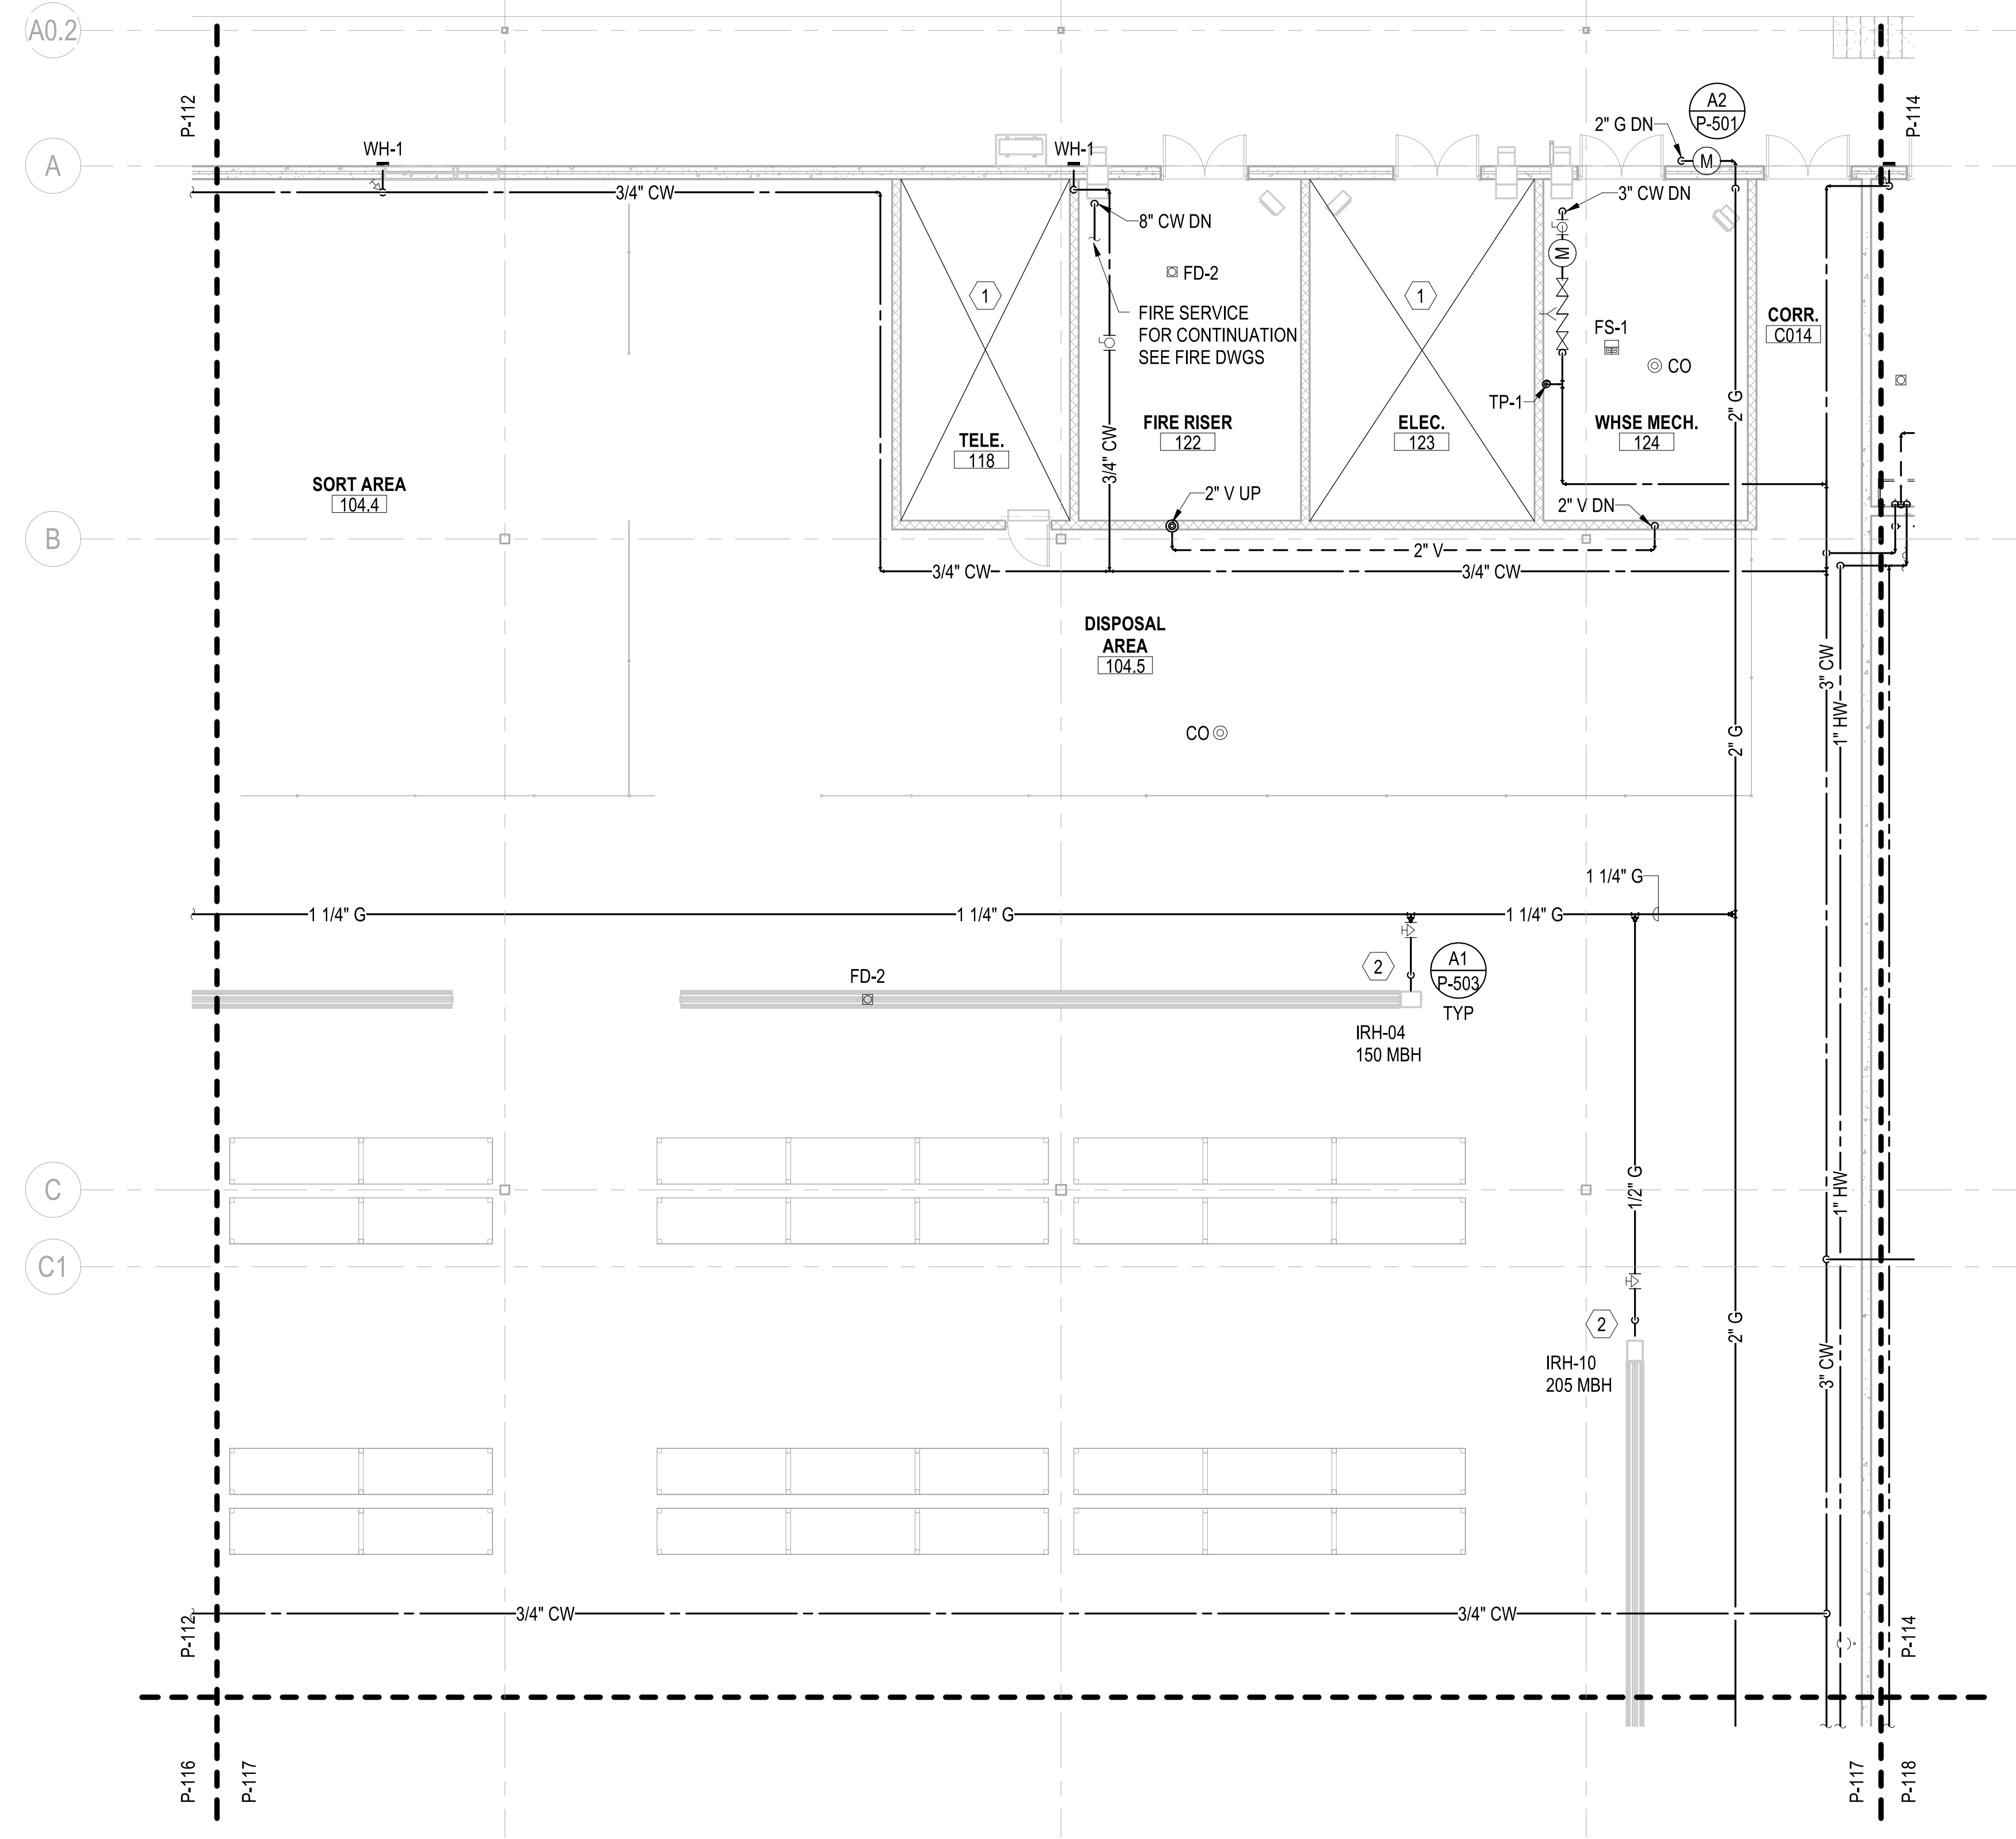 A0.2
P-112
A2
P-501
2" G DN
M
P-114
A
WH-1
WH-1
3/4" CW
3" CW DN
8" CW DN
M
FD-2
1
1
FIRE SERVICE
FOR CONTINUATION
SEE FIRE DWGS
FS-1
CO
CORR.
C014
TP-1
2" G
TELE.
118
FIRE RISER
122
ELEC.
123
WHSE MECH.
124
3/4" CW
SORT AREA
104.4
2" V UP
2" V DN
B
2" V
3/4" CW
3/4" CW
DISPOSAL
AREA
104.5
3" CW
1" HW
2" G
CO
1 1/4" G
1 1/4" G
1 1/4" G
1 1/4" G
2
A1
P-503
TYP
FD-2
IRH-04
150 MBH
C
1/2" G
1" HW
C1
2
2" G
3" CW
IRH-10
205 MBH
3/4" CW
3/4" CW
P-112
P-114
P-116
P-117
P-117
P-118